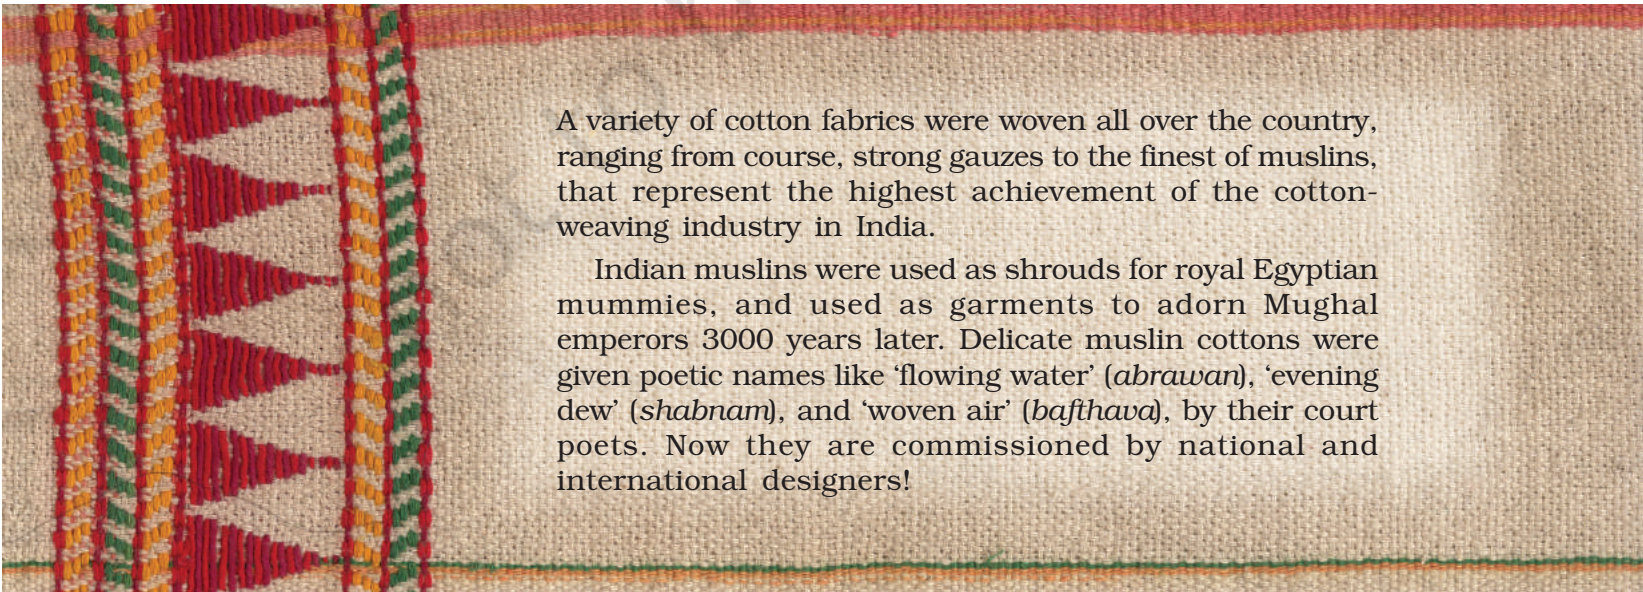 A variety of cotton fabrics were woven all over the country,
ranging from course, strong gauzes to the finest of muslins,
that represent the highest achievement of the cotton-
weaving industry in India.
Indian muslins were used as shrouds for royal Egyptian
mummies, and used as garments to adorn Mughal
emperors 3000 years later. Delicate muslin cottons were
given poetic names like ‘flowing water’ (abrawan), ‘evening
dew’ (shabnam), and ‘woven air’ (bafthava), by their court
poets. Now they are commissioned by national and
international designers!